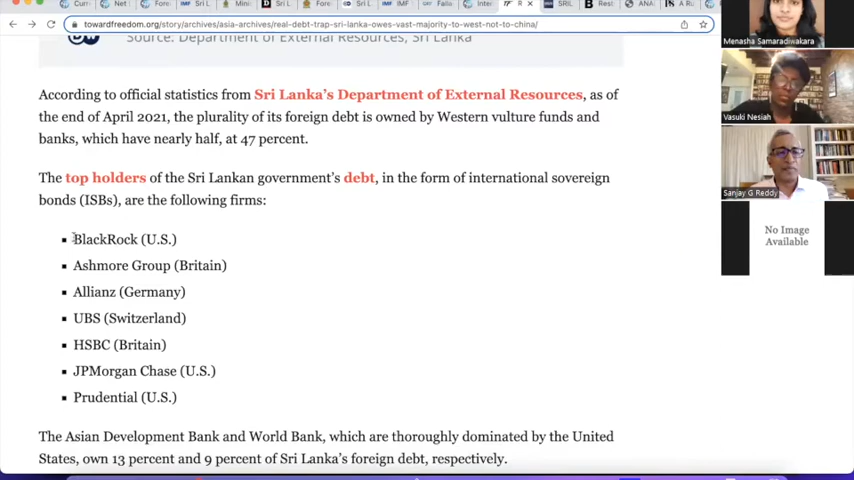 towardfreedom.org/story/archives/asia-archives/real-debt-trap-sri-lanka-owes-vast-majority-to-west-not-to-china/
Source: Department of External Resources, Sri Lanka
According to official statistics from Sri Lanka's Department of External Resources, as of
the end of April 2021, the plurality of its foreign debt is owned by Western vulture funds and
banks, which have nearly half, at 47 percent.
The top holders of the Sri Lankan government's debt, in the form of international sovereign
bonds (ISBs), are the following firms:
▪ BlackRock (U.S.)
▪ Ashmore Group (Britain)
▪ Allianz (Germany)
▪ UBS (Switzerland)
▪ HSBC (Britain)
▪ JPMorgan Chase (U.S.)
▪ Prudential (U.S.)
The Asian Development Bank and World Bank, which are thoroughly dominated by the United
States, own 13 percent and 9 percent of Sri Lanka's foreign debt, respectively.
Menasha Samaradiwakara
Vasuki Nesiah
Sanjay G Reddy
No Image
Available